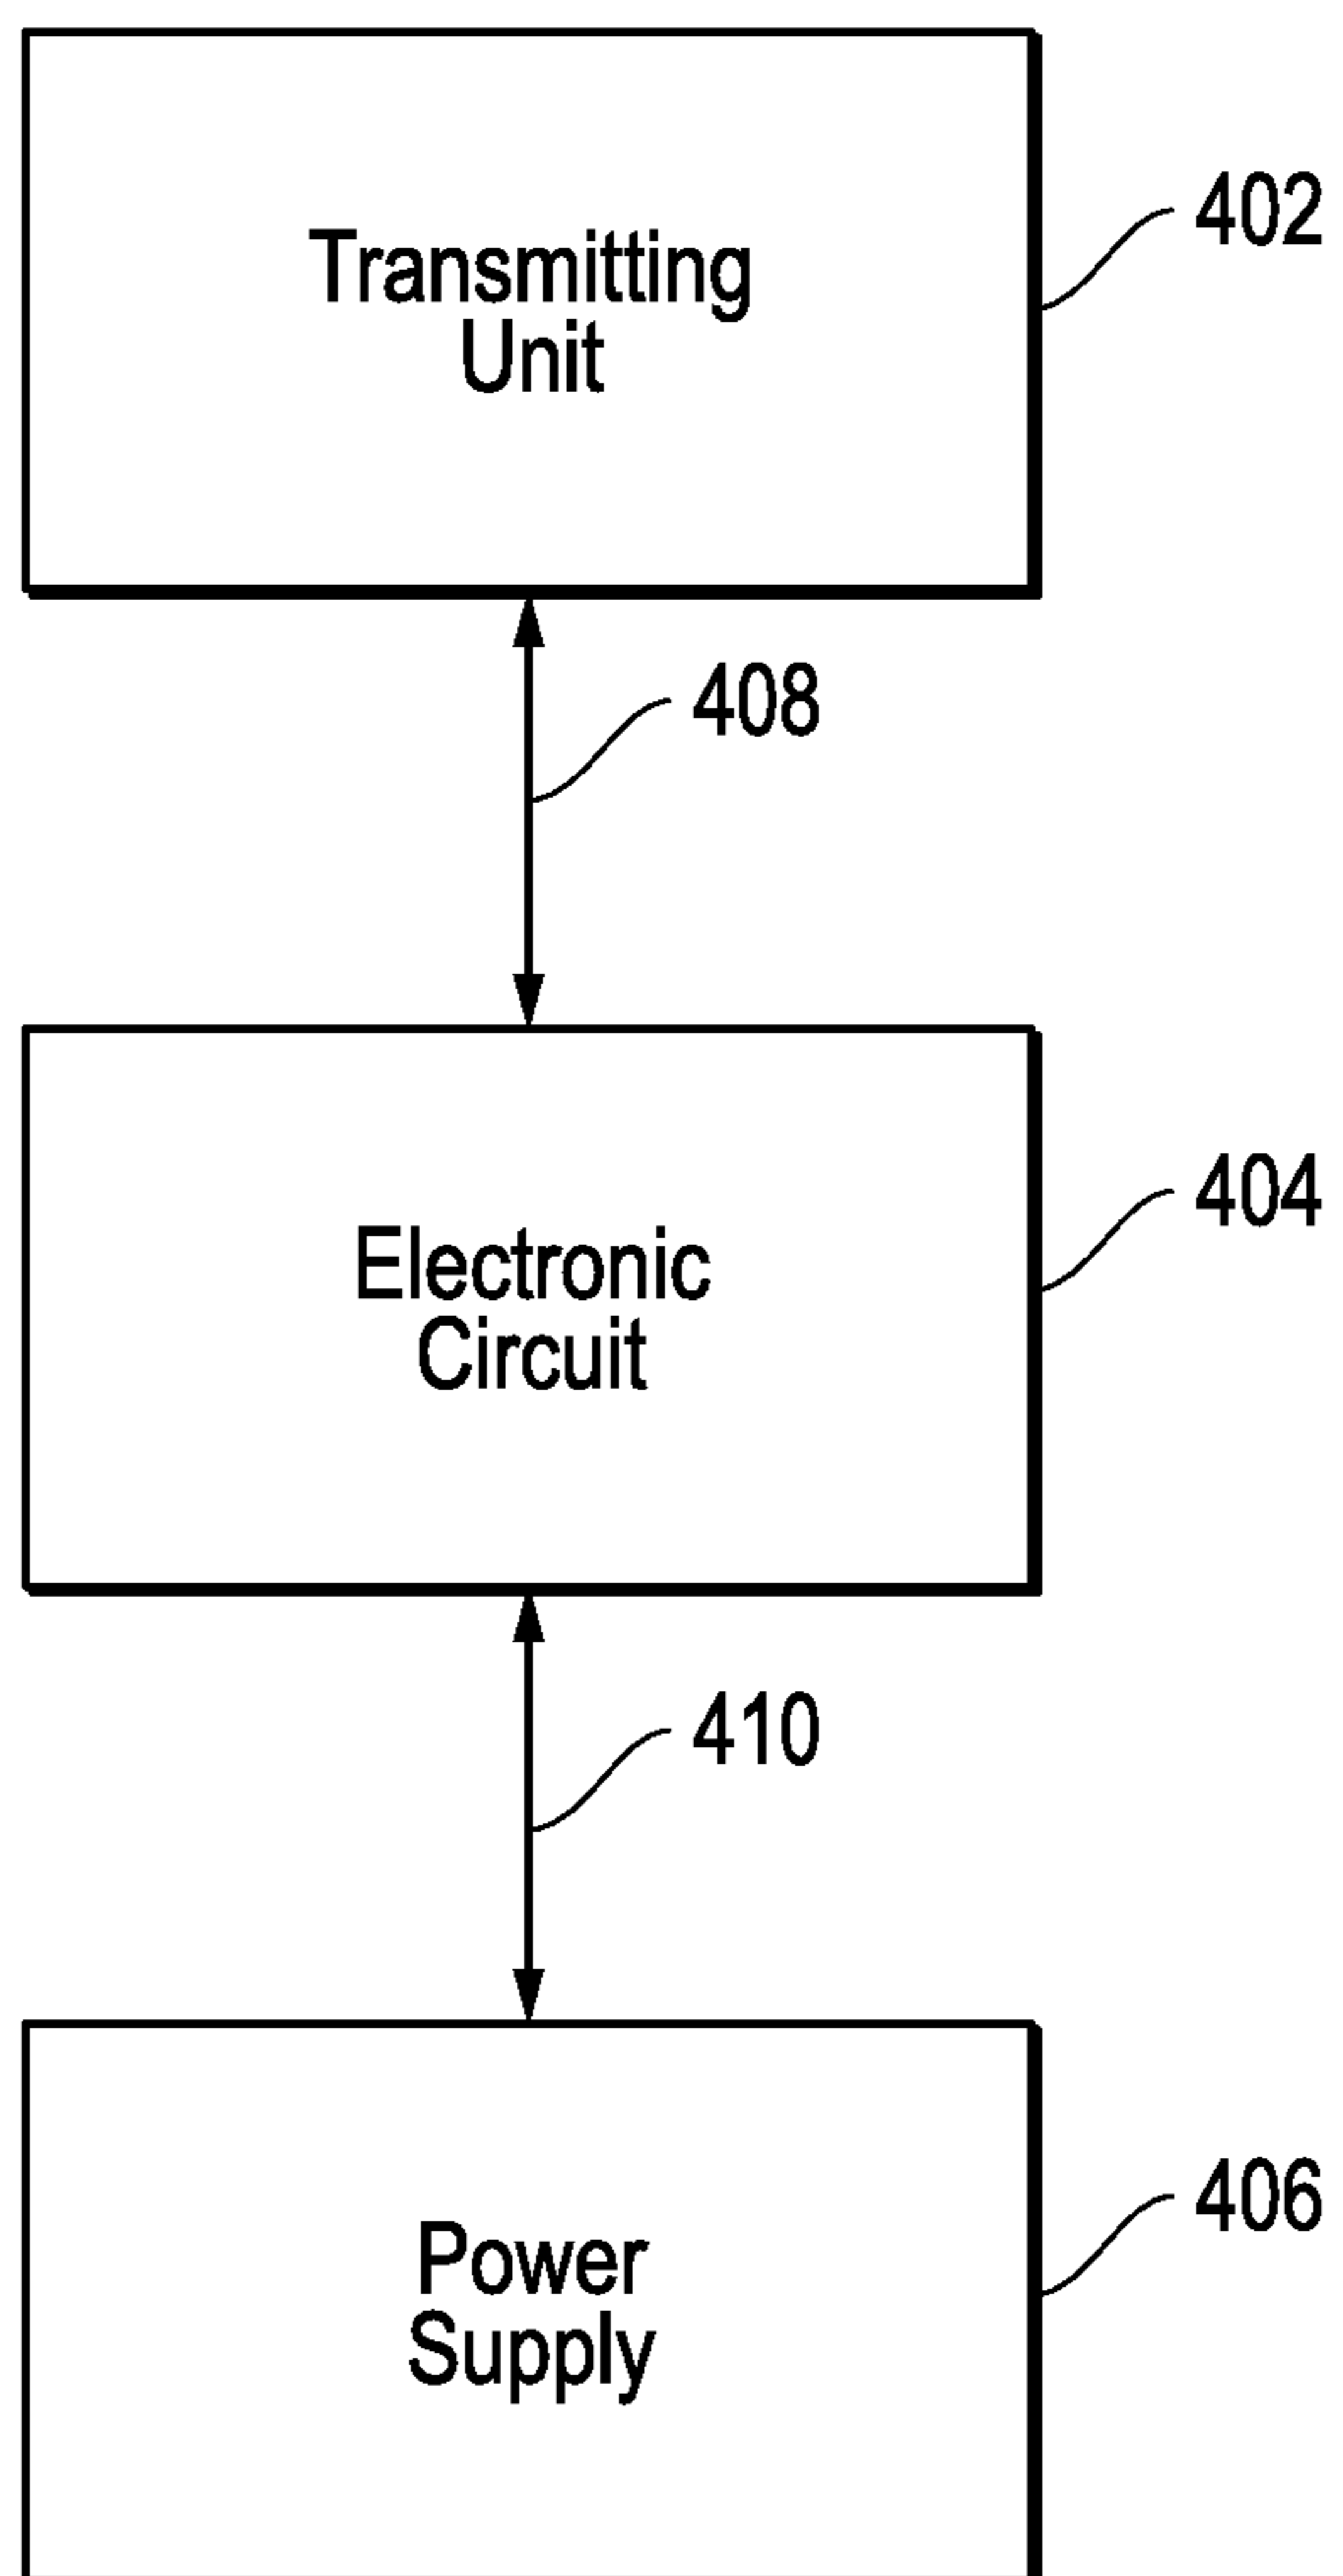 Transmitting
Unit
402
408
Electronic
Circuit
404
410
Power
Supply
406